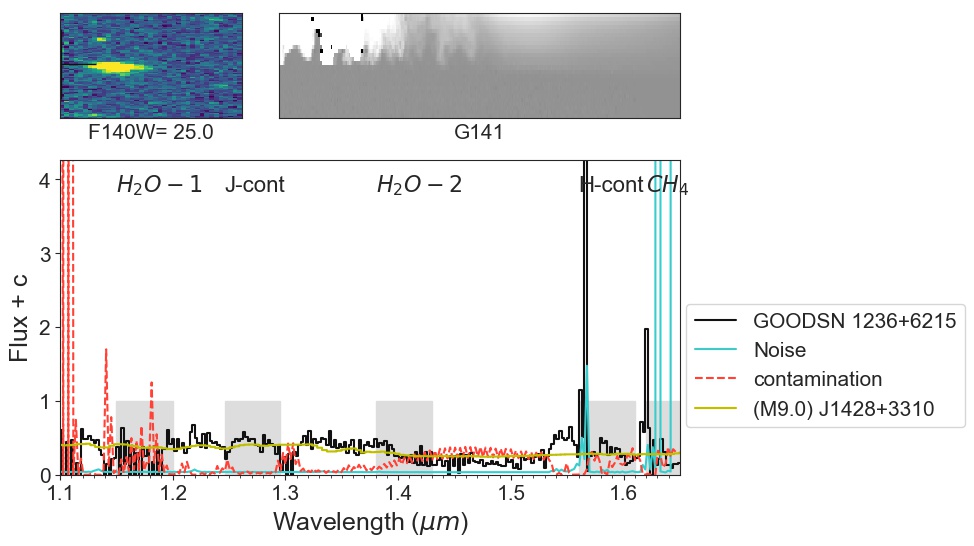 F140W= 25.0
G141
H₂O − 1
J-cont
H₂O − 2
H-cont
CH₄
4
3
2
1
0
Flux + c
1.1 1.2 1.3 1.4 1.5 1.6
Wavelength (μm)
GOODSN 1236+6215
Noise
contamination
(M9.0) J1428+3310